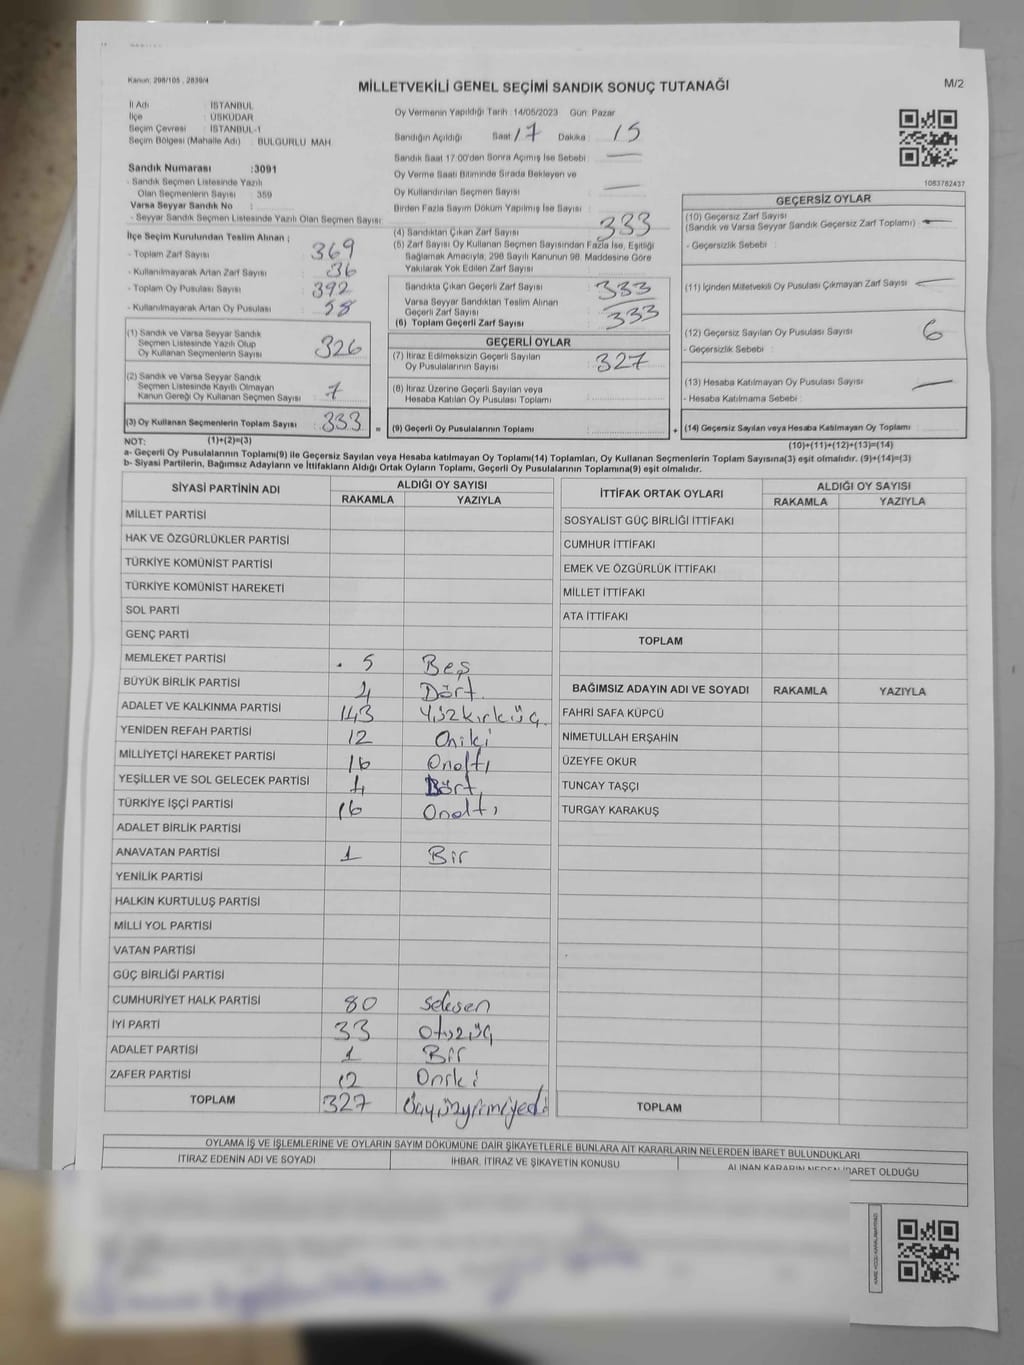 Kanun: 298/105 , 2839/4
MİLLETVEKİLİ GENEL SEÇİMİ SANDIK SONUÇ TUTANAĞI
M/2
İl Adı : İSTANBUL
İlçe : ÜSKÜDAR
Seçim Çevresi : İSTANBUL-1
Seçim Bölgesi (Mahalle Adı) : BULGURLU MAH.
Oy Vermenin Yapıldığı Tarih :14/05/2023 Gün: Pazar
Sandığın Açıldığı Saat 17 Dakika : 15
Sandık Saat 17:00'den Sonra Açılmış İse Sebebi :
Oy Verme Saati Bitiminde Sırada Bekleyen ve
Oy Kullandırılan Seçmen Sayısı
Birden Fazla Sayım Döküm Yapılmış İse Sayısı :
Sandık Numarası :3091
- Sandık Seçmen Listesinde Yazılı
Olan Seçmenlerin Sayısı : 359
Varsa Seyyar Sandık No :
- Seyyar Sandık Seçmen Listesinde Yazılı Olan Seçmen Sayısı:
1083782437
İlçe Seçim Kurulundan Teslim Alınan ;
- Toplam Zarf Sayısı : 369
- Kullanılmayarak Artan Zarf Sayısı : 36
- Toplam Oy Pusulası Sayısı : 392
- Kullanılmayarak Artan Oy Pusulası : 58
(4) Sandıktan Çıkan Zarf Sayısı : 333
(5) Zarf Sayısı Oy Kullanan Seçmen Sayısından Fazla İse, Eşitliği
Sağlamak Amacıyla, 298 Sayılı Kanunun 98. Maddesine Göre
Yakılarak Yok Edilen Zarf Sayısı :
Sandıkta Çıkan Geçerli Zarf Sayısı : 333
Varsa Seyyar Sandıktan Teslim Alınan
Geçerli Zarf Sayısı
(6) Toplam Geçerli Zarf Sayısı : 333
GEÇERSİZ OYLAR
(10) Geçersiz Zarf Sayısı
(Sandık ve Varsa Seyyar Sandık Geçersiz Zarf Toplamı) :
- Geçersizlik Sebebi :
(11) İçinden Milletvekili Oy Pusulası Çıkmayan Zarf Sayısı
(12) Geçersiz Sayılan Oy Pusulası Sayısı : 6
- Geçersizlik Sebebi :
(13) Hesaba Katılmayan Oy Pusulası Sayısı
- Hesaba Katılmama Sebebi :
(1) Sandık ve Varsa Seyyar Sandık
Seçmen Listesinde Yazılı Olup
Oy Kullanan Seçmenlerin Sayısı : 326
(2) Sandık ve Varsa Seyyar Sandık
Seçmen Listesinde Kayıtlı Olmayan
Kanun Gereği Oy Kullanan Seçmen Sayısı : 7
GEÇERLİ OYLAR
(7) İtiraz Edilmeksizin Geçerli Sayılan
Oy Pusulalarının Sayısı : 327
(8) İtiraz Üzerine Geçerli Sayılan veya
Hesaba Katılan Oy Pusulası Toplamı :
(3) Oy Kullanan Seçmenlerin Toplam Sayısı : 333 = (9) Geçerli Oy Pusulalarının Toplamı : + (14) Geçersiz Sayılan veya Hesaba Katılmayan Oy Toplamı
NOT: (1)+(2)=(3)
(10)+(11)+(12)+(13)=(14)
a- Geçerli Oy Pusulalarının Toplamı(9) ile Geçersiz Sayılan veya Hesaba katılmayan Oy Toplamı(14) Toplamları, Oy Kullanan Seçmenlerin Toplam Sayısına(3) eşit olmalıdır. (9)+(14)=(3)
b- Siyasi Partilerin, Bağımsız Adayların ve İttifakların Aldığı Ortak Oyların Toplamı, Geçerli Oy Pusulalarının Toplamına(9) eşit olmalıdır.
SİYASİ PARTİNİN ADI ALDIĞI OY SAYISI
RAKAMLA YAZIYLA
MİLLET PARTİSİ
HAK VE ÖZGÜRLÜKLER PARTİSİ
TÜRKİYE KOMÜNİST PARTİSİ
TÜRKİYE KOMÜNİST HAREKETİ
SOL PARTİ
GENÇ PARTİ
MEMLEKET PARTİSİ 5 Beş
BÜYÜK BİRLİK PARTİSİ 4 Dört
ADALET VE KALKINMA PARTİSİ 143 Yüzkırküç
YENİDEN REFAH PARTİSİ 12 Oniki
MİLLİYETÇİ HAREKET PARTİSİ 16 Onaltı
YEŞİLLER VE SOL GELECEK PARTİSİ 4 Dört
TÜRKİYE İŞÇİ PARTİSİ 16 Onaltı
ADALET BİRLİK PARTİSİ
ANAVATAN PARTİSİ 1 Bir
YENİLİK PARTİSİ
HALKIN KURTULUŞ PARTİSİ
MİLLİ YOL PARTİSİ
VATAN PARTİSİ
GÜÇ BİRLİĞİ PARTİSİ
CUMHURİYET HALK PARTİSİ 80 Seksen
İYİ PARTİ 33 Otuzüç
ADALET PARTİSİ 1 Bir
ZAFER PARTİSİ 12 Oniki
TOPLAM 327 Üçyüzyirmiyedi
İTTİFAK ORTAK OYLARI ALDIĞI OY SAYISI
RAKAMLA YAZIYLA
SOSYALİST GÜÇ BİRLİĞİ İTTİFAKI
CUMHUR İTTİFAKI
EMEK VE ÖZGÜRLÜK İTTİFAKI
MİLLET İTTİFAKI
ATA İTTİFAKI
TOPLAM
BAĞIMSIZ ADAYIN ADI VE SOYADI RAKAMLA YAZIYLA
FAHRİ SAFA KÜPCÜ
NİMETULLAH ERŞAHİN
ÜZEYFE OKUR
TUNCAY TAŞÇI
TURGAY KARAKUŞ
TOPLAM
OYLAMA İŞ VE İŞLEMLERİNE VE OYLARIN SAYIM DÖKÜMÜNE DAİR ŞİKAYETLERLE BUNLARA AİT KARARLARIN NELERDEN İBARET BULUNDUKLARI
İTİRAZ EDENİN ADI VE SOYADI İHBAR, İTİRAZ VE ŞİKAYETİN KONUSU ALINAN KARARIN NEDEN İBARET OLDUĞU